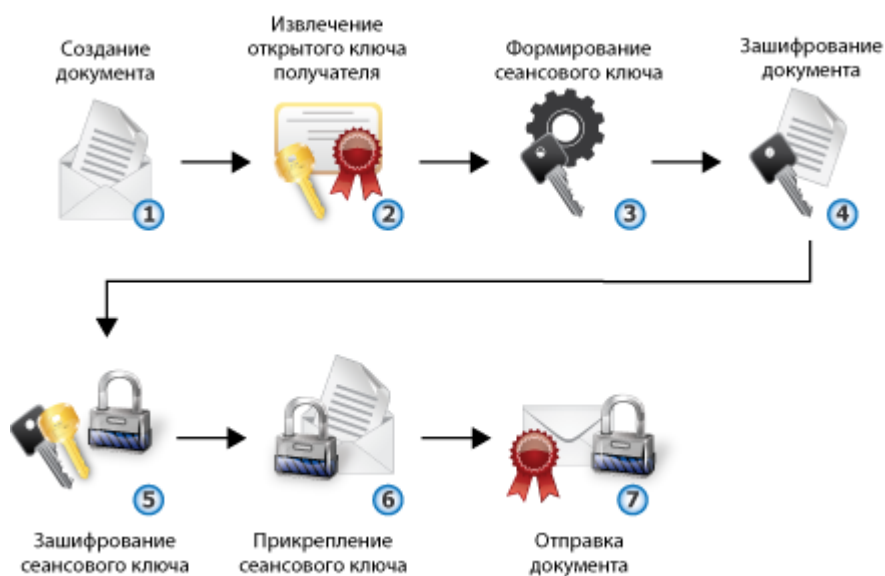 Создание
документа
1
Извлечение
открытого ключа
получателя
2
Формирование
сеансового ключа
3
Зашифрование
документа
4
5
Зашифрование
сеансового ключа
6
Прикрепление
сеансового ключа
7
Отправка
документа